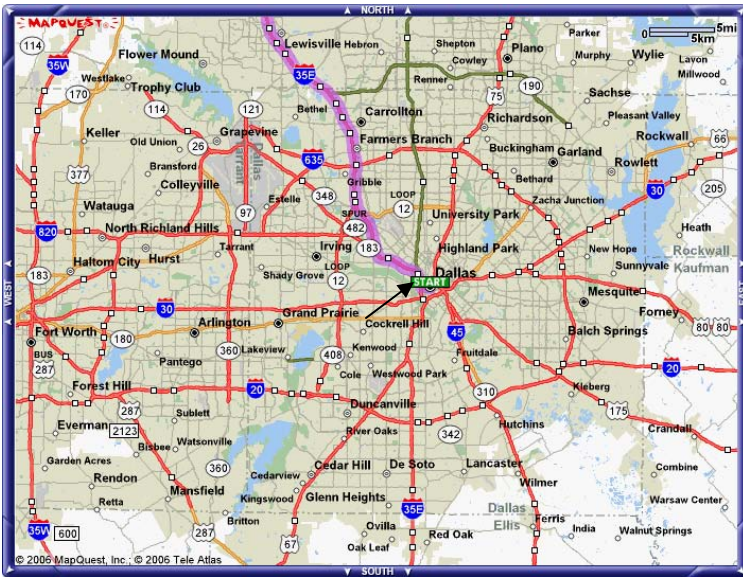 NORTH
MAPQUEST
0 5mi
5km
114
Lewisville
Hebron
Shepton
Parker
Flower Mound
Plano
Cowley
Murphy
Wylie
Lavon
35W
35E
Westlake
Renner
Millwood
Trophy Club
190
170
Sachse
114
121
Bethel
75
Carrollton
Pleasant Valley
Richardson
Keller
Grapevine
Farmers Branch
Rockwall
66
Old Union
26
Dallas
Tarrant
Buckingham
Garland
635
Bransford
Rowlett
377
Colleyville
Gribble
Bethard
LOOP
30
205
Estelle
348
Watauga
SPUR
12
Zacha Junction
97
University Park
482
820
North Richland Hills
Heath
Tarrant
Irving
183
Highland Park
New Hope
Rockwall
Kaufman
Haltom City
Hurst
LOOP
Sunnyvale
183
Shady Grove
12
Dallas
START
WEST
EAST
30
Mesquite
Grand Prairie
Forney
Fort Worth
180
Arlington
Cockrell Hill
45
Balch Springs
80
80
BUS
287
Pantego
360
Lakeview
408
Kenwood
Fruitdale
Cole
Westwood Park
20
Forest Hill
20
310
Kleberg
287
Duncanville
175
Sublett
Everman
2123
River Oaks
Hutchins
Crandall
Bisbee
Watsonville
342
Garden Acres
360
Cedar Hill
De Soto
Lancaster
Combine
Rendon
Cedarview
Mansfield
Kingswood
Glenn Heights
Wilmer
Retta
Warsaw Center
Britton
35E
Dallas
Ellis
Ferris
35W
600
287
67
Ovilla
Red Oak
India
Walnut Springs
Oak Leaf
© 2006 MapQuest, Inc.; © 2006 Tele Atlas
SOUTH